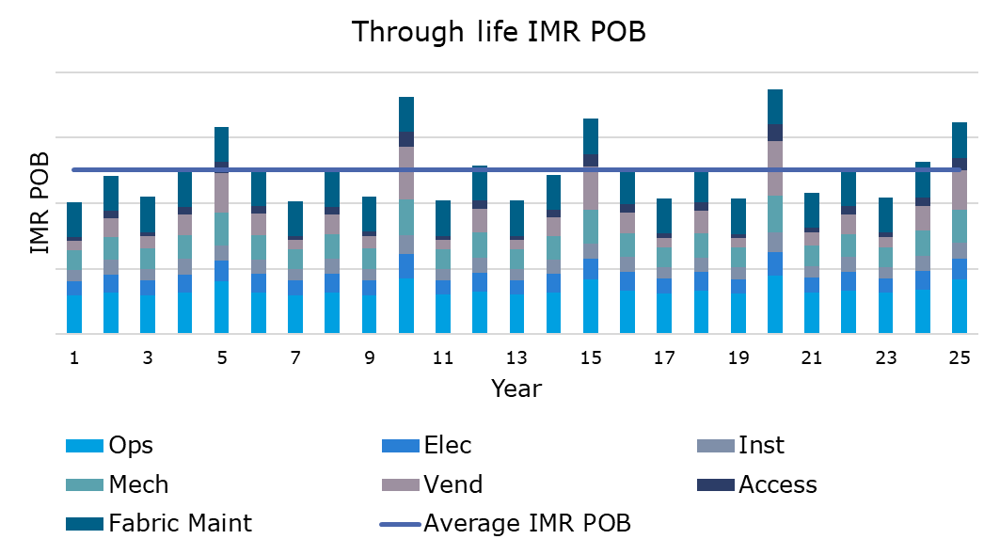 Through life IMR POB
IMR POB
1 3 5 7 9 11 13 15 17 19 21 23 25
Year
Ops Elec Inst
Mech Vend Access
Fabric Maint Average IMR POB